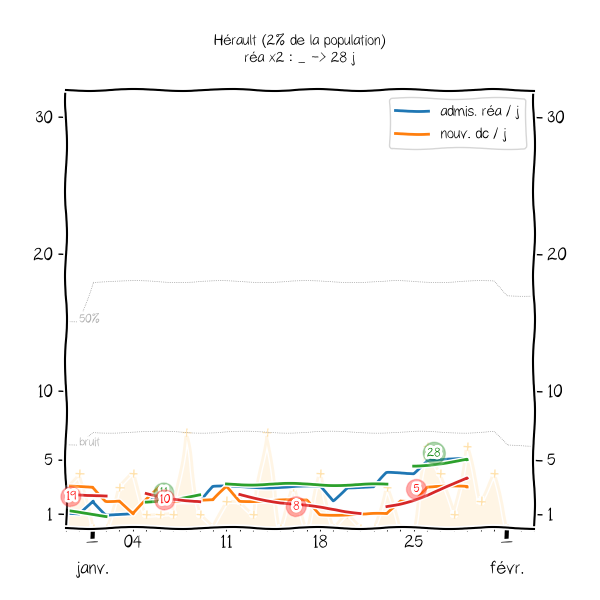 Hérault (2% de la population)
réa x2 : _ -> 28 j
admis. réa / j
nouv. dc / j
30
30
20
20
50%
10
10
bruit
28
5
5
5
19
10
8
1
1
04
11
18
25
janv.
févr.